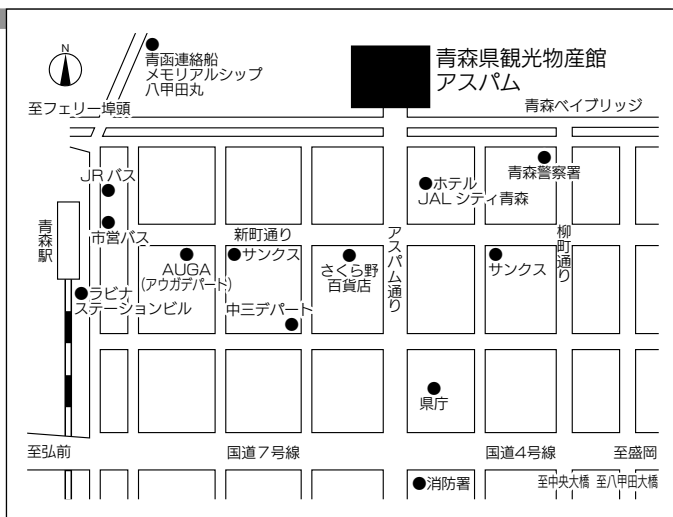 N
青函連絡船
メモリアルシップ
八甲田丸
青森県観光物産館
アスパム
至フェリー埠頭
青森ベイブリッジ
JRバス
ホテル
JALシティ青森
青森警察署
青森駅
市営バス
新町通り
アスパム通り
柳町通り
AUGA
(アウガデパート)
サンクス
さくら野
百貨店
サンクス
ラビナ
ステーションビル
中三デパート
県庁
至弘前
国道7号線
国道4号線
至盛岡
消防署
至中央大橋
至八甲田大橋